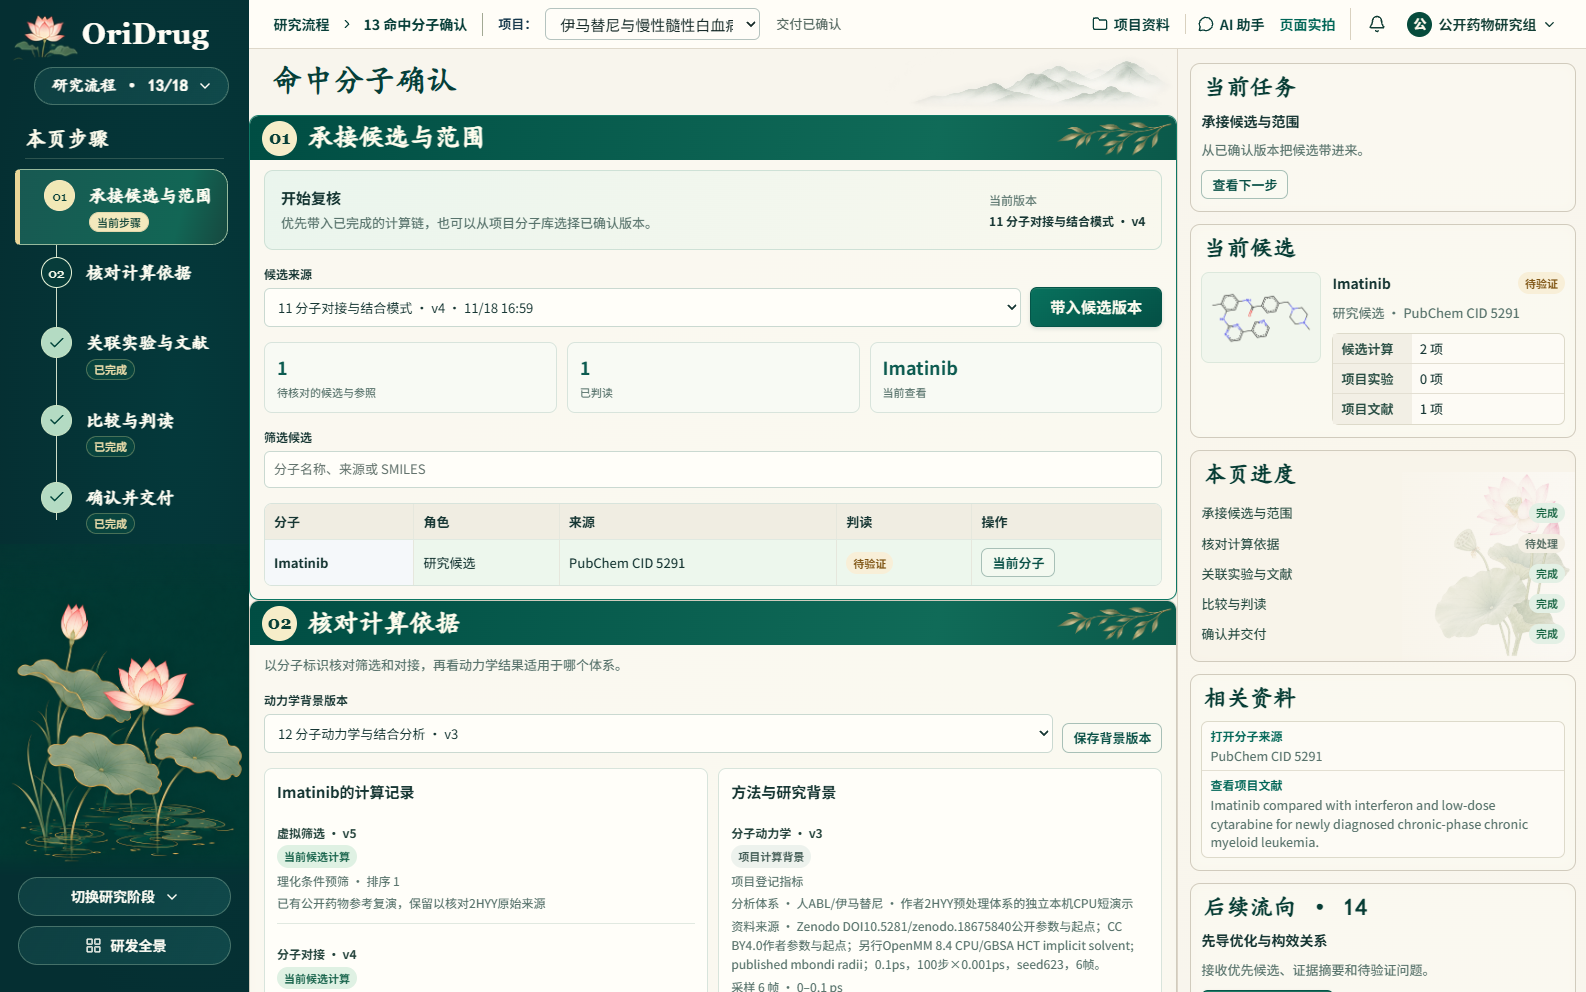 OriDrug
研究流程 • 13/18
本页步骤
01 承接候选与范围
当前步骤
02 核对计算依据
关联实验与文献
已完成
比较与判读
已完成
确认并交付
已完成
切换研究阶段
研发全景
研究流程 > 13 命中分子确认
项目：
伊马替尼与慢性髓性白血
交付已确认
项目资料
AI 助手
页面实拍
公 公开药物研究组
命中分子确认
01 承接候选与范围
开始复核
优先带入已完成的计算链，也可以从项目分子库选择已确认版本。
当前版本
11 分子对接与结合模式 • v4
候选来源
11 分子对接与结合模式 • v4 • 11/18 16:59
带入候选版本
1
待核对的候选与参照
1
已判读
Imatinib
当前查看
筛选候选
分子名称、来源或 SMILES
分子 角色 来源 判读 操作
Imatinib 研究候选 PubChem CID 5291 待验证 当前分子
02 核对计算依据
以分子标识核对筛选和对接，再看动力学结果适用于哪个体系。
动力学背景版本
12 分子动力学与结合分析 • v3
保存背景版本
Imatinib的计算记录
虚拟筛选 • v5
当前候选计算
理化条件预筛 • 排序 1
已有公开药物参考复演，保留以核对2HYY原始来源
分子对接 • v4
当前候选计算
方法与研究背景
分子动力学 • v3
项目计算背景
项目登记指标
分析体系 • 人ABL/伊马替尼 • 作者2HYY预处理体系的独立本机CPU短演示
资料来源 • Zenodo DOI10.5281/zenodo.18675840公开参数与起点；CC
BY4.0作者参数与起点；另行OpenMM 8.4 CPU/GBSA HCT implicit solvent;
published mbondi radii；0.1ps，100步×0.001ps，seed623，6帧。
采样 6 帧 • 0–0.1 ps
当前任务
承接候选与范围
从已确认版本把候选带进来。
查看下一步
当前候选
Imatinib
待验证
研究候选 • PubChem CID 5291
候选计算 2 项
项目实验 0 项
项目文献 1 项
本页进度
承接候选与范围 完成
核对计算依据 待处理
关联实验与文献 完成
比较与判读 完成
确认并交付 完成
相关资料
打开分子来源
PubChem CID 5291
查看项目文献
Imatinib compared with interferon and low-dose
cytarabine for newly diagnosed chronic-phase chronic
myeloid leukemia.
后续流向 • 14
先导优化与构效关系
接收优先候选、证据摘要和待验证问题。